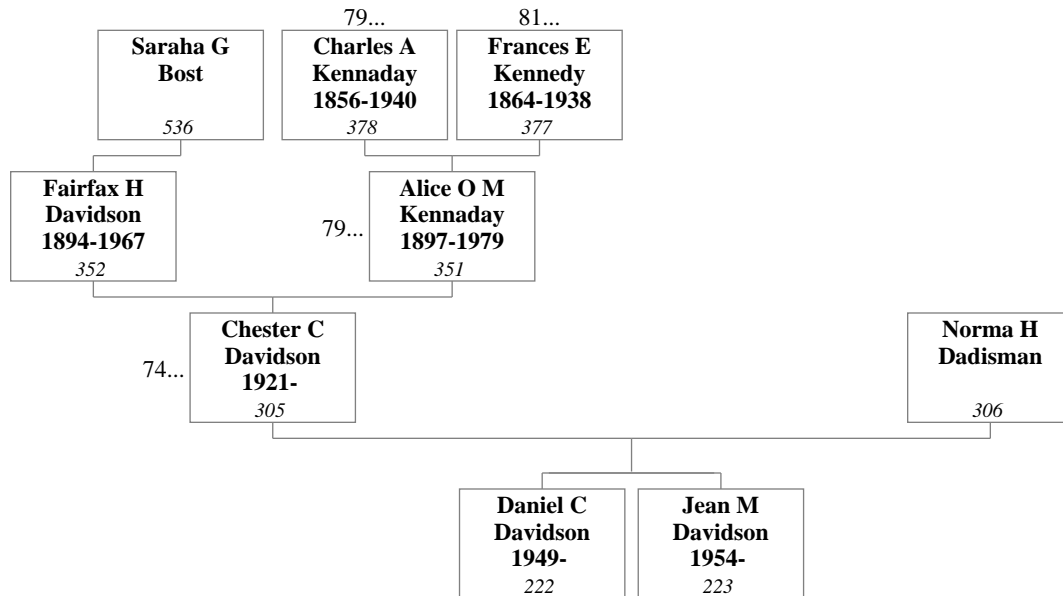 79...
81...
Saraha G
Bost
536
Charles A
Kennaday
1856-1940
378
Frances E
Kennedy
1864-1938
377
Fairfax H
Davidson
1894-1967
352
79...
Alice O M
Kennaday
1897-1979
351
74...
Chester C
Davidson
1921-
305
Norma H
Dadisman
306
Daniel C
Davidson
1949-
222
Jean M
Davidson
1954-
223